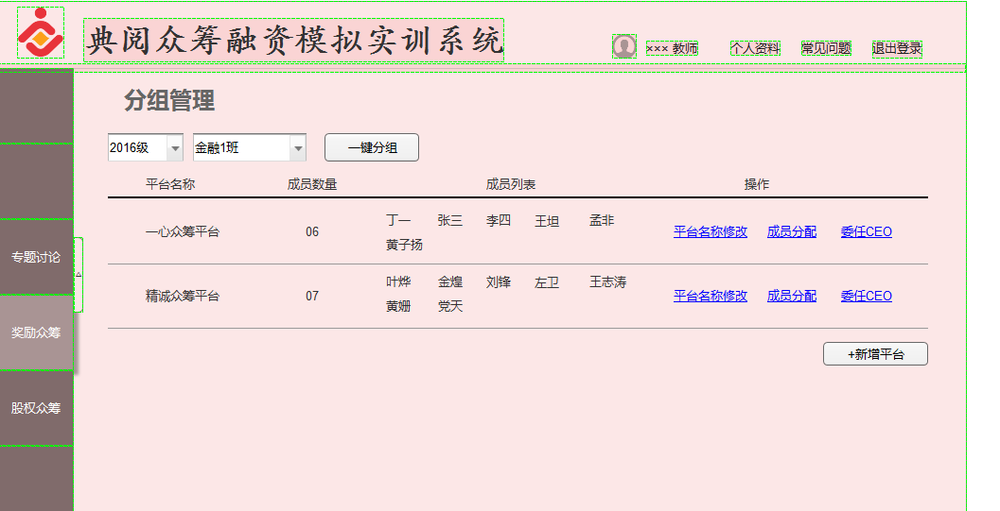 典阅众筹融资模拟实训系统
××× 教师 个人资料 常见问题 退出登录
分组管理
2016级 金融1班 一键分组
平台名称 成员数量 成员列表 操作
一心众筹平台 06 丁一 张三 李四 王坦 孟非 平台名称修改 成员分配 委任CEO
黄子扬
专题讨论
精诚众筹平台 07 叶烨 金煌 刘锋 左卫 王志涛 平台名称修改 成员分配 委任CEO
黄姗 党天
奖励众筹
+新增平台
股权众筹